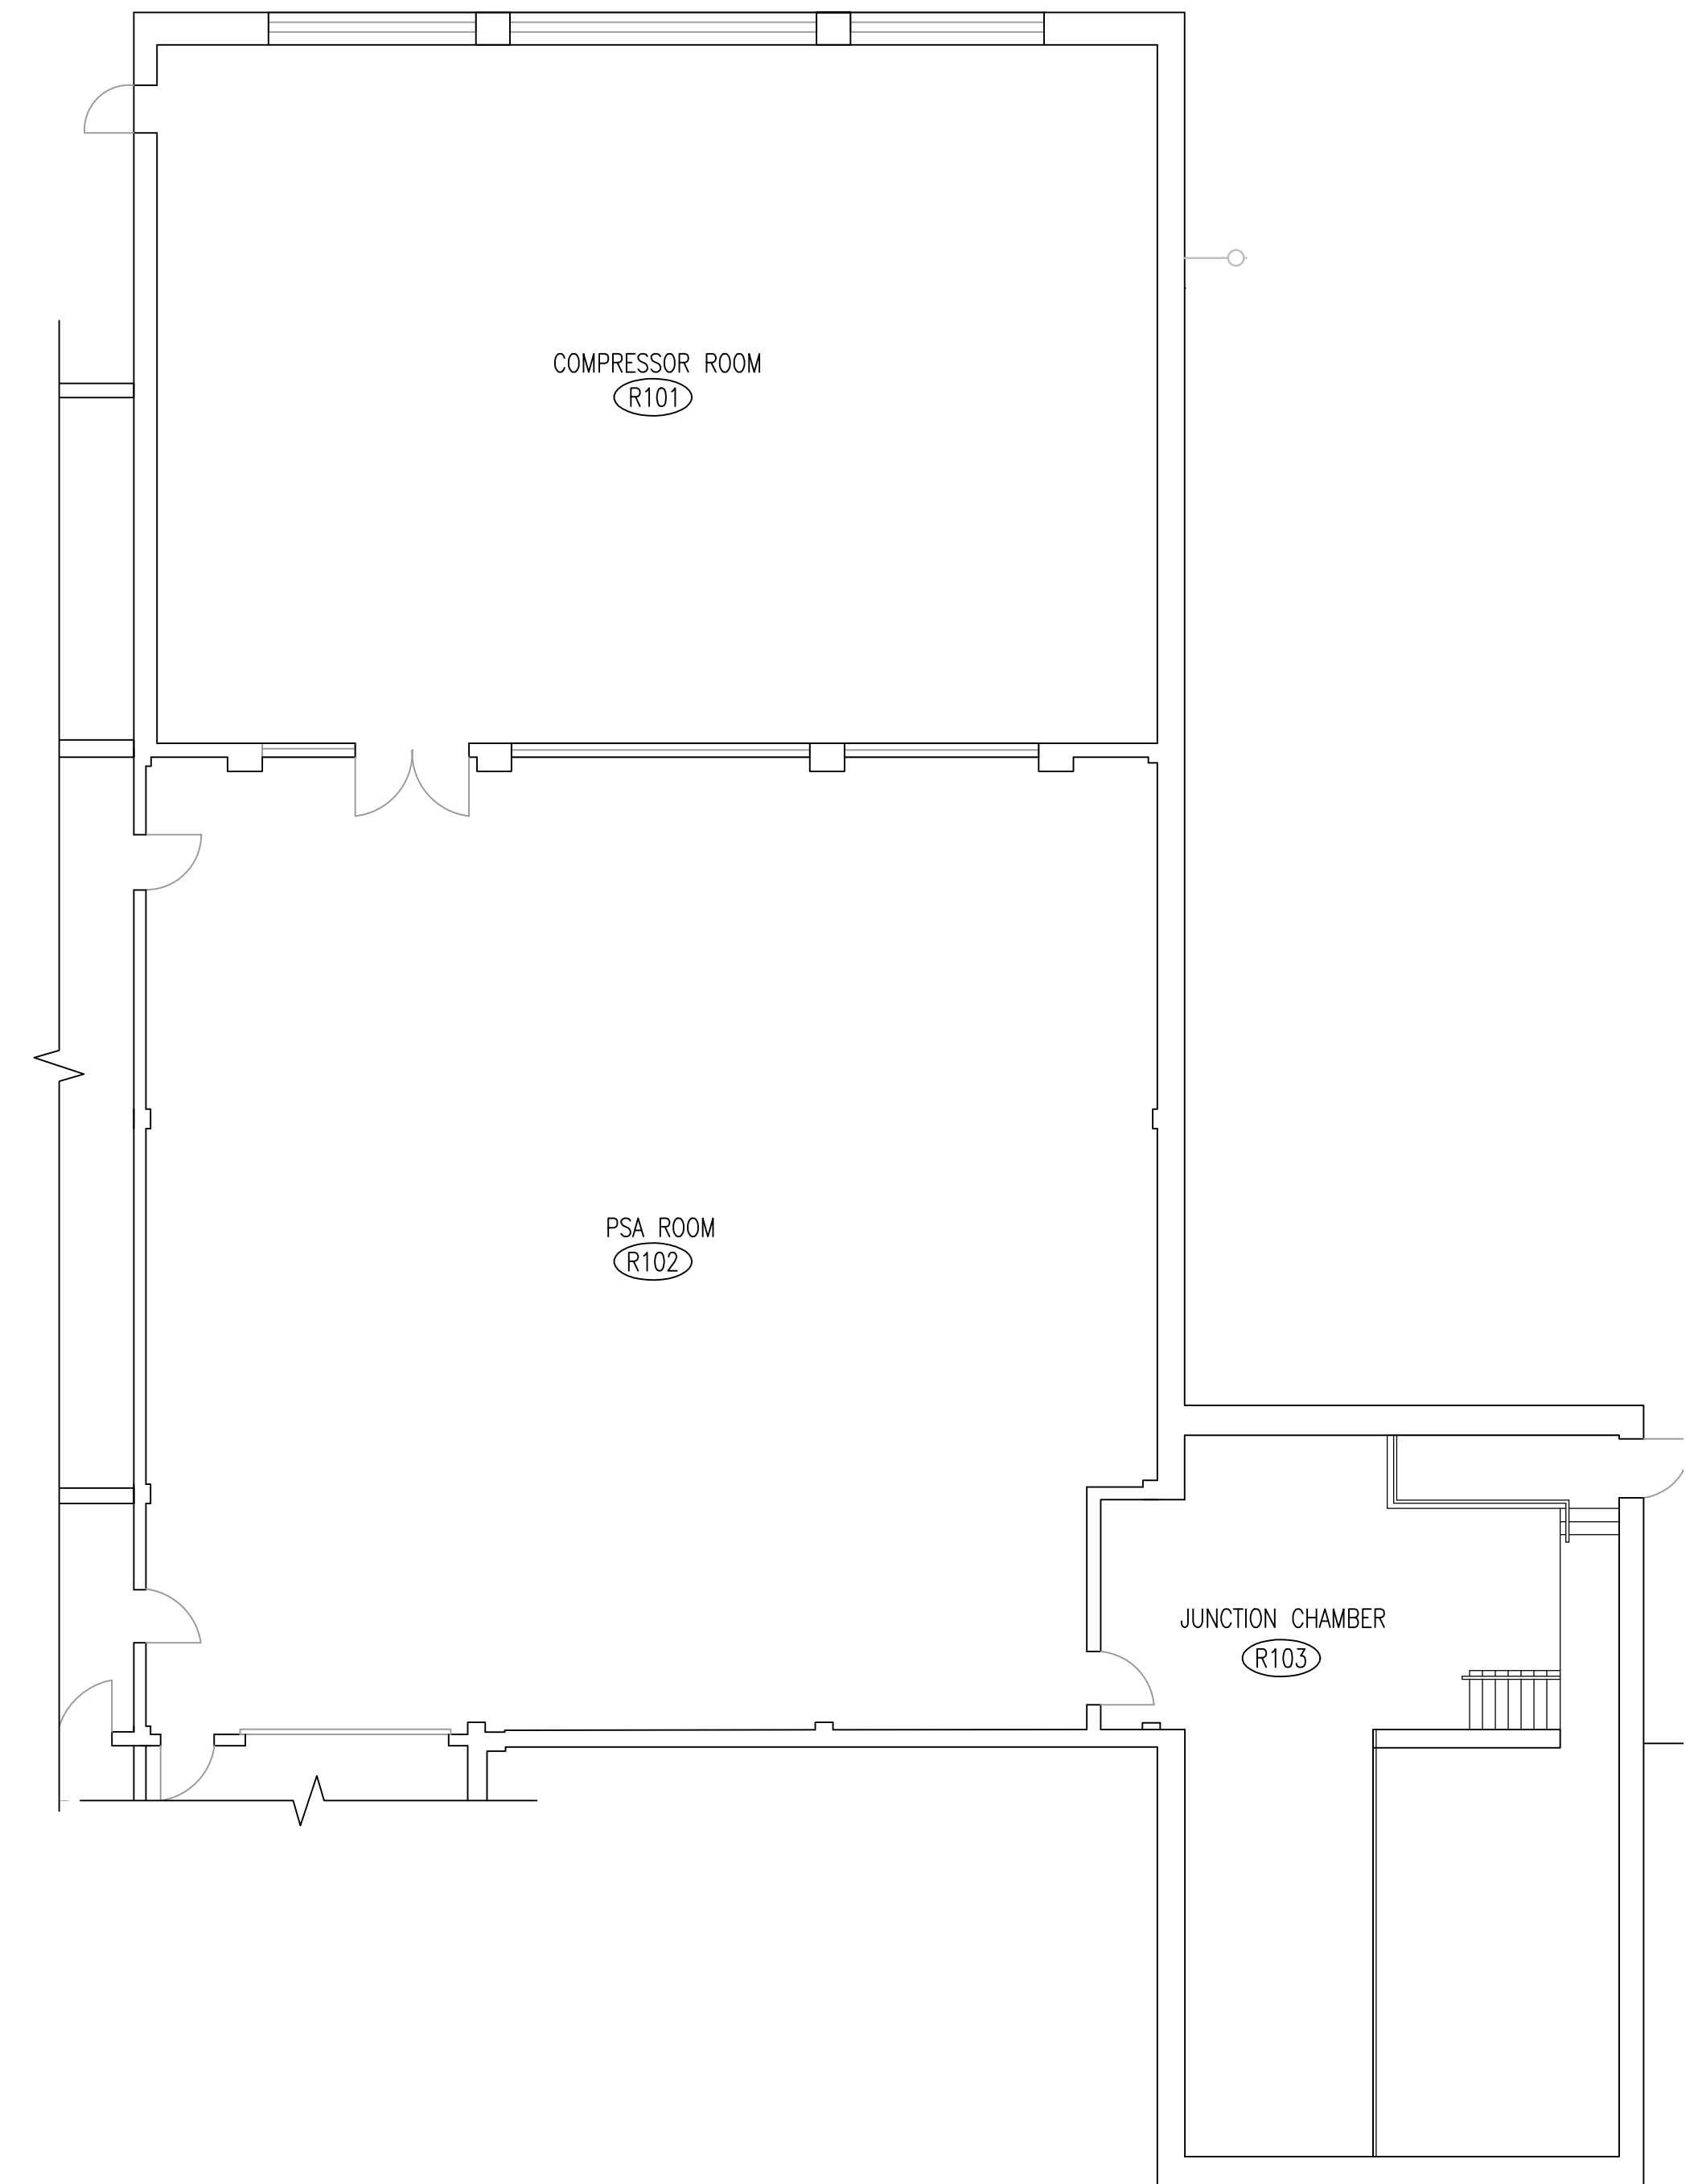 COMPRESSOR ROOM
R101
PSA ROOM
R102
JUNCTION CHAMBER
R103